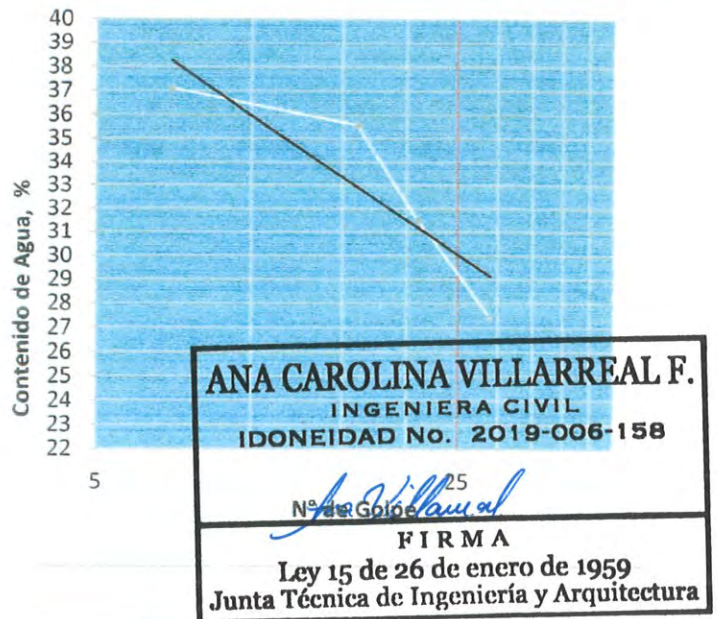 40
39
38
37
36
35
34
33
32
31
30
29
28
27
26
25
24
23
22
Contenido de Agua, %
5
25
Nº de Golpe
ANA CAROLINA VILLARREAL F.
INGENIERA CIVIL
IDONEIDAD No. 2019-006-158
Ana Villarreal
FIRMA
Ley 15 de 26 de enero de 1959
Junta Técnica de Ingeniería y Arquitectura